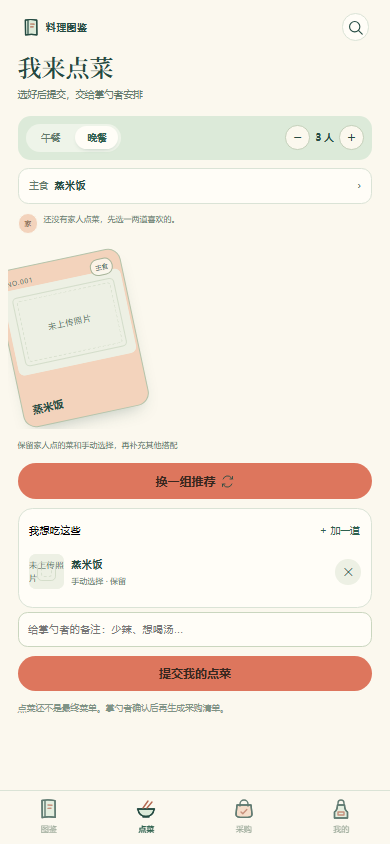 料理图鉴
我来点菜
选好后提交，交给掌勺者安排
午餐 晚餐 − 3 人 +
主食 蒸米饭 ›
家 还没有家人点菜，先选一两道喜欢的。
NO.001 主食
未上传照片
蒸米饭
保留家人点的菜和手动选择，再补充其他搭配
换一组推荐
我想吃这些 + 加一道
未上传照
片
蒸米饭
手动选择 · 保留
给掌勺者的备注：少辣、想喝汤…
提交我的点菜
点菜还不是最终菜单。掌勺者确认后再生成采购清单。
图鉴 点菜 采购 我的